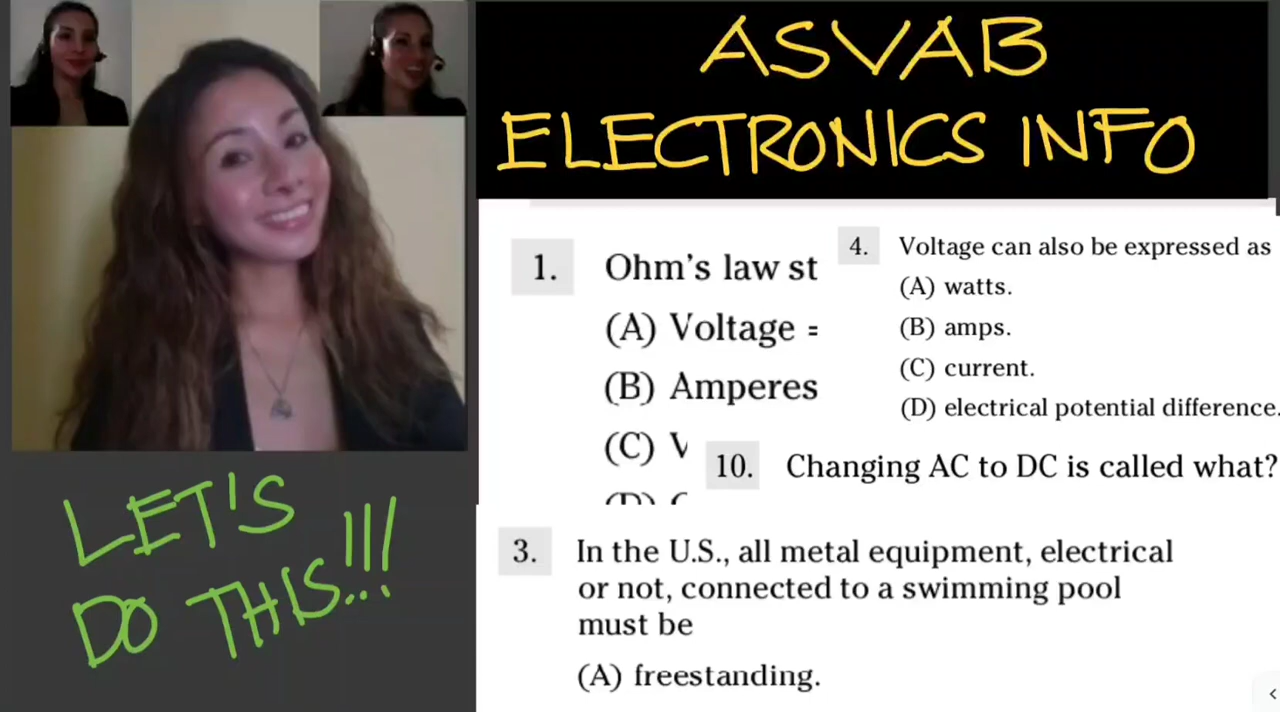 ASVAB
ELECTRONICS INFO
1. Ohm's law st
(A) Voltage =
(B) Amperes
(C) V
4. Voltage can also be expressed as
(A) watts.
(B) amps.
(C) current.
(D) electrical potential difference.
10. Changing AC to DC is called what?
3. In the U.S., all metal equipment, electrical
or not, connected to a swimming pool
must be
(A) freestanding.
LET'S
DO THIS!!!